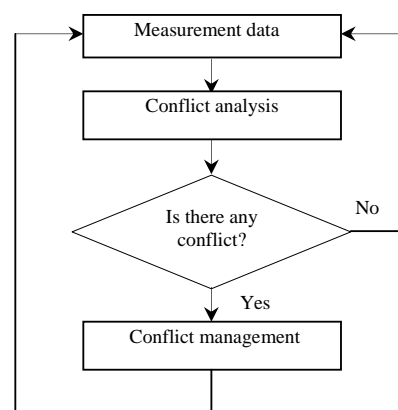 Measurement data
Conflict analysis
Is there any
conflict?
No
Yes
Conflict management